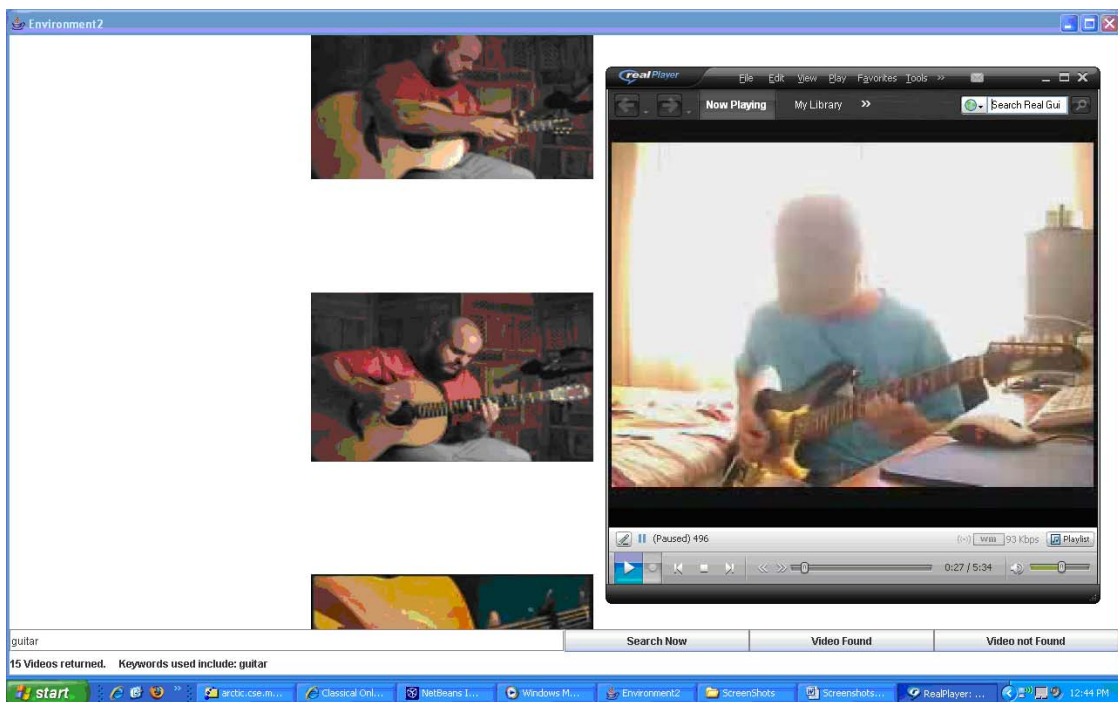 Environment2
real Player File Edit View Play Favorites Tools »
Now Playing My Library » Search Real Gui
(Paused) 496 wm 93 Kbps Playlist
0:27 / 5:34
guitar Search Now Video Found Video not Found
15 Videos returned. Keywords used include: guitar
start » arctic.cse.m... Classical Onl... NetBeans I... Windows M... Environment2 ScreenShots Screenshots... RealPlayer: ... 12:44 PM